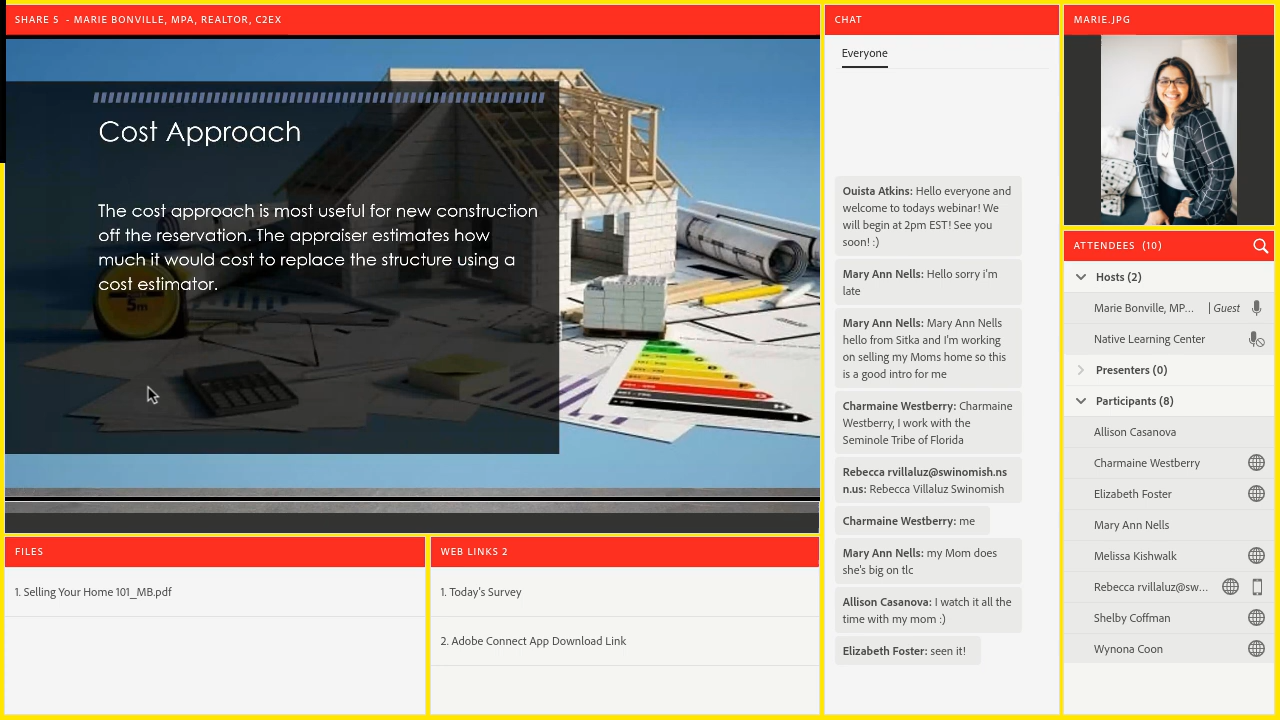 SHARE 5 - MARIE BONVILLE, MPA, REALTOR, C2EX
Cost Approach
The cost approach is most useful for new construction
off the reservation. The appraiser estimates how
much it would cost to replace the structure using a
cost estimator.
5m
FILES
1. Selling Your Home 101_MB.pdf
WEB LINKS 2
1. Today's Survey
2. Adobe Connect App Download Link
CHAT
Everyone
Ouista Atkins: Hello everyone and
welcome to todays webinar! We
will begin at 2pm EST! See you
soon! :)
Mary Ann Nells: Hello sorry i'm
late
Mary Ann Nells: Mary Ann Nells
hello from Sitka and I'm working
on selling my Moms home so this
is a good intro for me
Charmaine Westberry: Charmaine
Westberry, I work with the
Seminole Tribe of Florida
Rebecca rvillaluz@swinomish.ns
n.us: Rebecca Villaluz Swinomish
Charmaine Westberry: me
Mary Ann Nells: my Mom does
she's big on tlc
Allison Casanova: I watch it all the
time with my mom :)
Elizabeth Foster: seen it!
MARIE.JPG
ATTENDEES (10)
Hosts (2)
Marie Bonville, MP... | Guest
Native Learning Center
Presenters (0)
Participants (8)
Allison Casanova
Charmaine Westberry
Elizabeth Foster
Mary Ann Nells
Melissa Kishwalk
Rebecca rvillaluz@sw...
Shelby Coffman
Wynona Coon